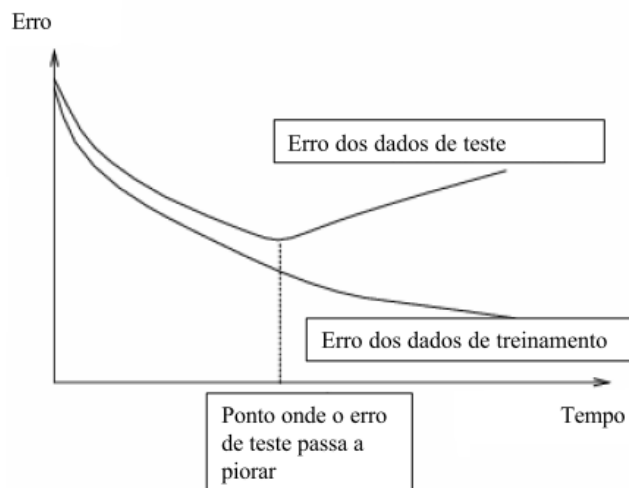 Erro
Erro dos dados de teste
Erro dos dados de treinamento
Ponto onde o erro
de teste passa a
piorar
Tempo